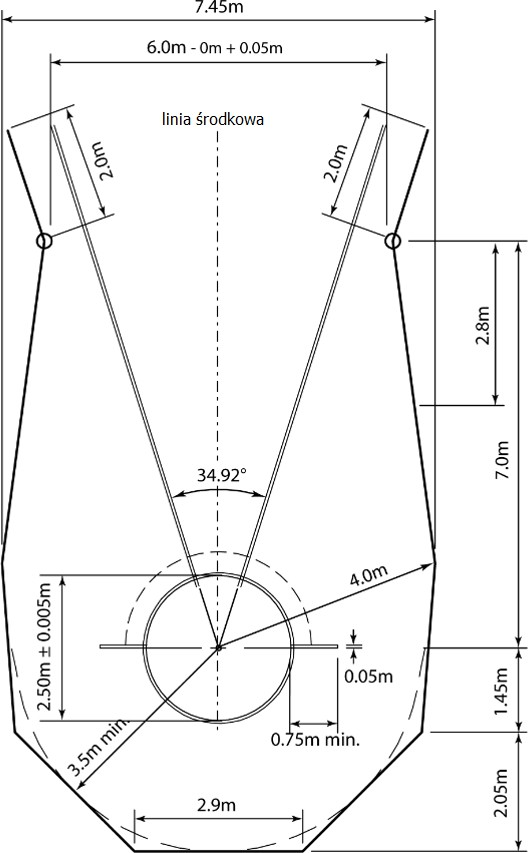 7.45m
6.0m - 0m + 0.05m
linia środkowa
2.0m
2.0m
2.8m
7.0m
34.92°
4.0m
2.50m ± 0.005m
0.05m
1.45m
0.75m min.
3.5m min.
2.9m
2.05m